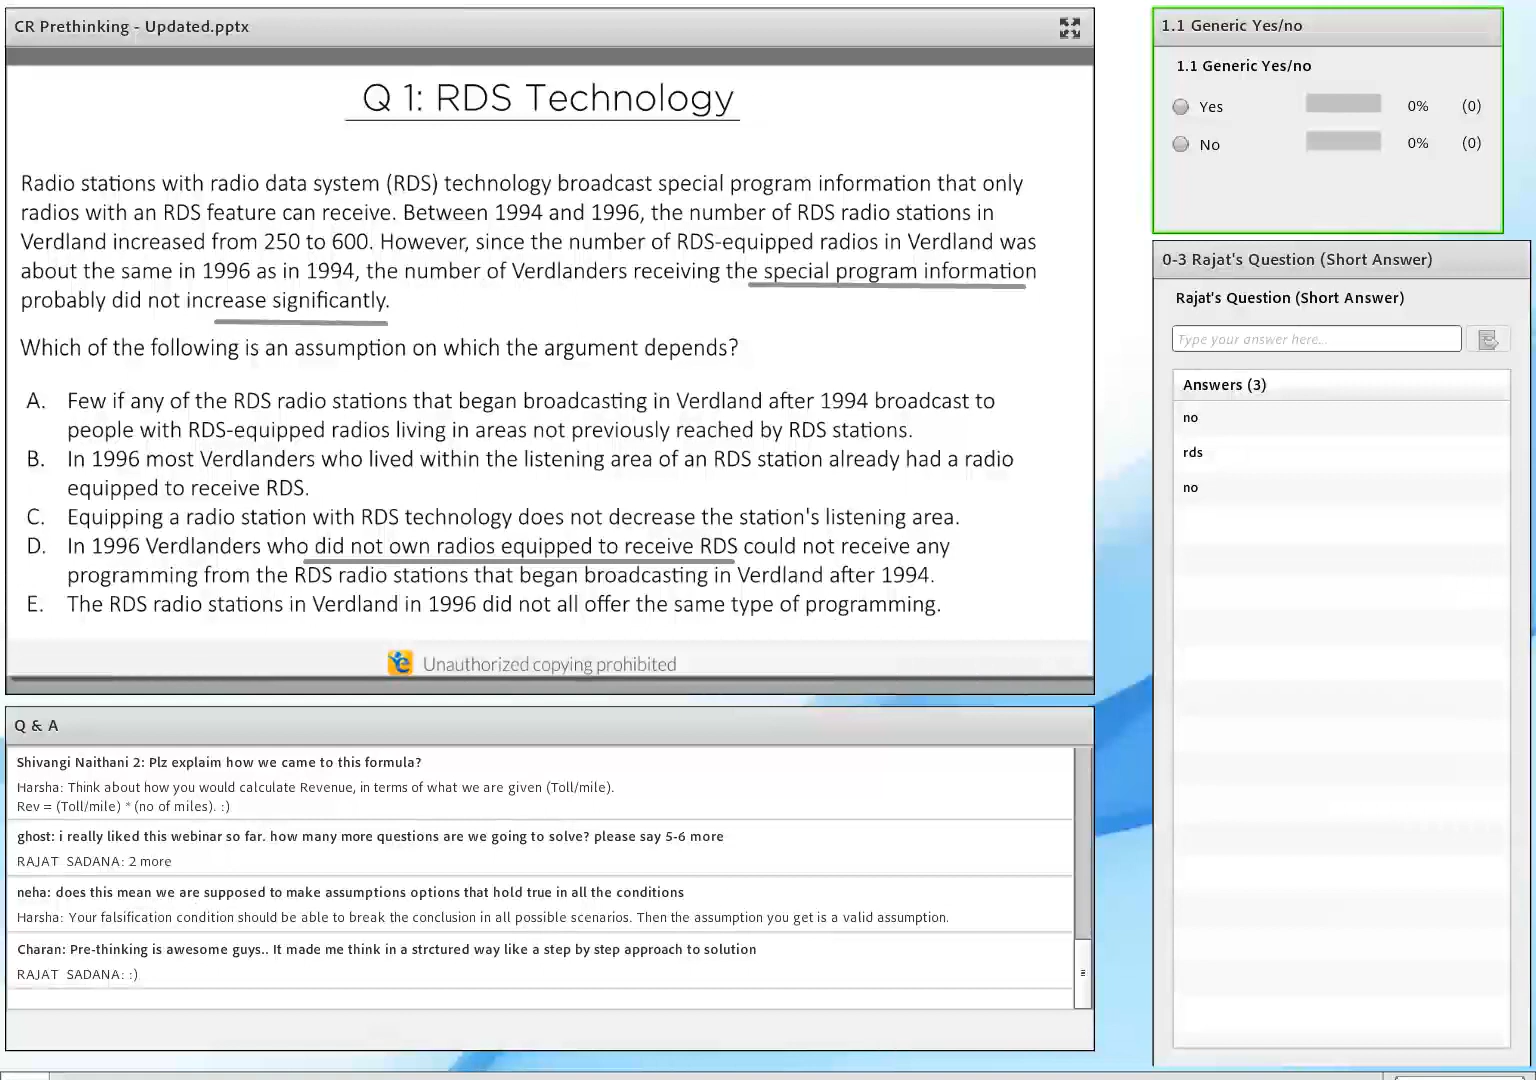 CR Prethinking - Updated.pptx
Q 1: RDS Technology
Radio stations with radio data system (RDS) technology broadcast special program information that only
radios with an RDS feature can receive. Between 1994 and 1996, the number of RDS radio stations in
Verdland increased from 250 to 600. However, since the number of RDS-equipped radios in Verdland was
about the same in 1996 as in 1994, the number of Verdlanders receiving the special program information
probably did not increase significantly.
Which of the following is an assumption on which the argument depends?
A. Few if any of the RDS radio stations that began broadcasting in Verdland after 1994 broadcast to
people with RDS-equipped radios living in areas not previously reached by RDS stations.
B. In 1996 most Verdlanders who lived within the listening area of an RDS station already had a radio
equipped to receive RDS.
C. Equipping a radio station with RDS technology does not decrease the station's listening area.
D. In 1996 Verdlanders who did not own radios equipped to receive RDS could not receive any
programming from the RDS radio stations that began broadcasting in Verdland after 1994.
E. The RDS radio stations in Verdland in 1996 did not all offer the same type of programming.
Unauthorized copying prohibited
Q & A
Shivangi Naithani 2: Plz explaim how we came to this formula?
Harsha: Think about how you would calculate Revenue, in terms of what we are given (Toll/mile).
Rev = (Toll/mile) * (no of miles). :)
ghost: i really liked this webinar so far. how many more questions are we going to solve? please say 5-6 more
RAJAT SADANA: 2 more
neha: does this mean we are supposed to make assumptions options that hold true in all the conditions
Harsha: Your falsification condition should be able to break the conclusion in all possible scenarios. Then the assumption you get is a valid assumption.
Charan: Pre-thinking is awesome guys.. It made me think in a strctured way like a step by step approach to solution
RAJAT SADANA: :)
1.1 Generic Yes/no
1.1 Generic Yes/no
Yes 0% (0)
No 0% (0)
0-3 Rajat's Question (Short Answer)
Rajat's Question (Short Answer)
Type your answer here...
Answers (3)
no
rds
no